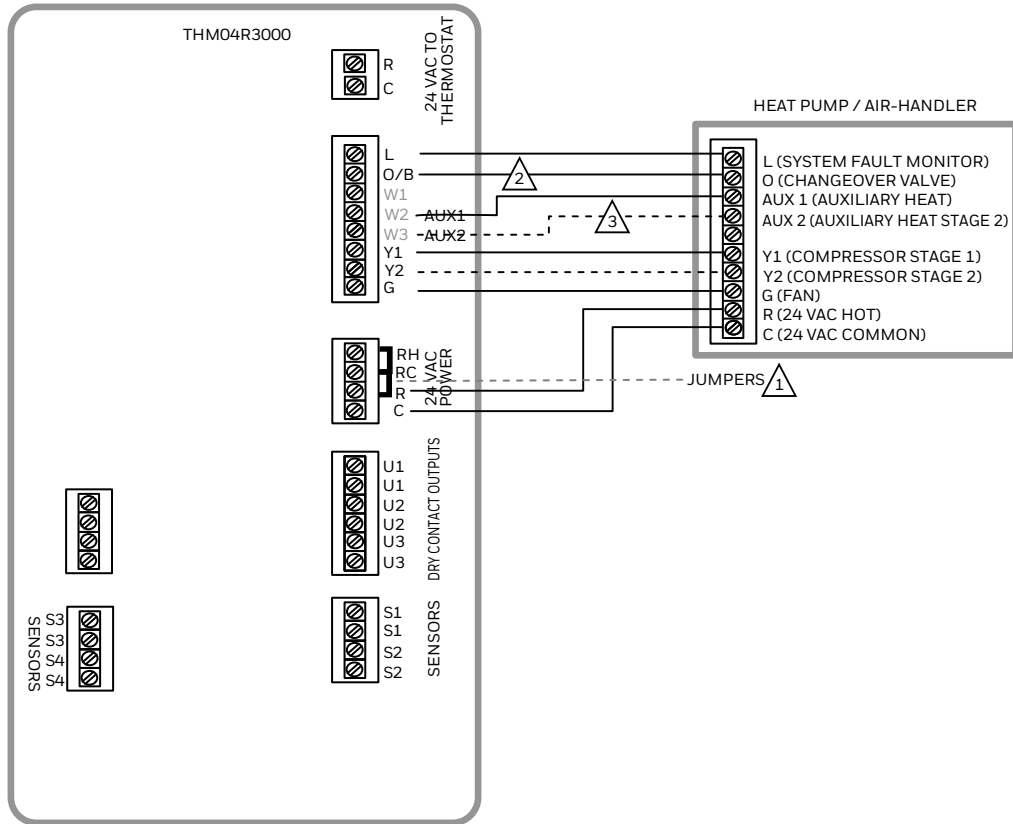 THM04R3000
R
C
24 VAC TO
THERMOSTAT
HEAT PUMP / AIR-HANDLER
L
O/B
W1
W2 AUX1
W3 AUX2
Y1
Y2
G
2
3
L (SYSTEM FAULT MONITOR)
O (CHANGEOVER VALVE)
AUX 1 (AUXILIARY HEAT)
AUX 2 (AUXILIARY HEAT STAGE 2)
Y1 (COMPRESSOR STAGE 1)
Y2 (COMPRESSOR STAGE 2)
G (FAN)
R (24 VAC HOT)
C (24 VAC COMMON)
RH
RC
R
C
24 VAC
POWER
JUMPERS 1
U1
U1
U2
U2
U3
U3
DRY CONTACT OUTPUTS
SENSORS
S3
S3
S4
S4
S1
S1
S2
S2
SENSORS